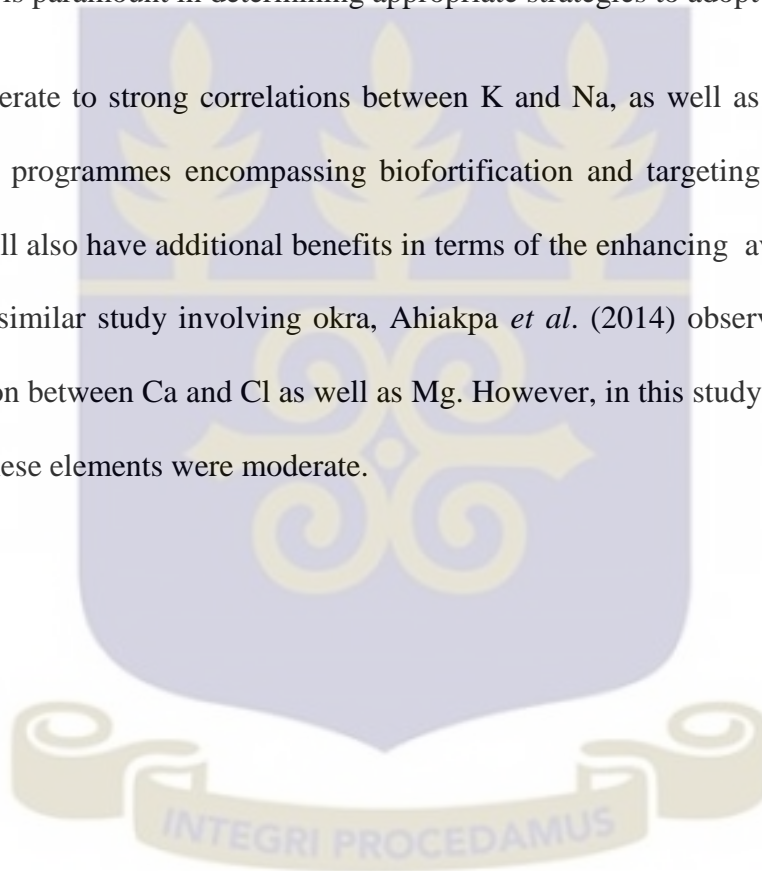 is paramount in determining appropriate strategies to adopt
erate to strong correlations between K and Na, as well as
programmes encompassing biofortification and targeting
ll also have additional benefits in terms of the enhancing av
similar study involving okra, Ahiakpa et al. (2014) observ
on between Ca and Cl as well as Mg. However, in this study
nese elements were moderate.
INTEGRI PROCEDAMUS